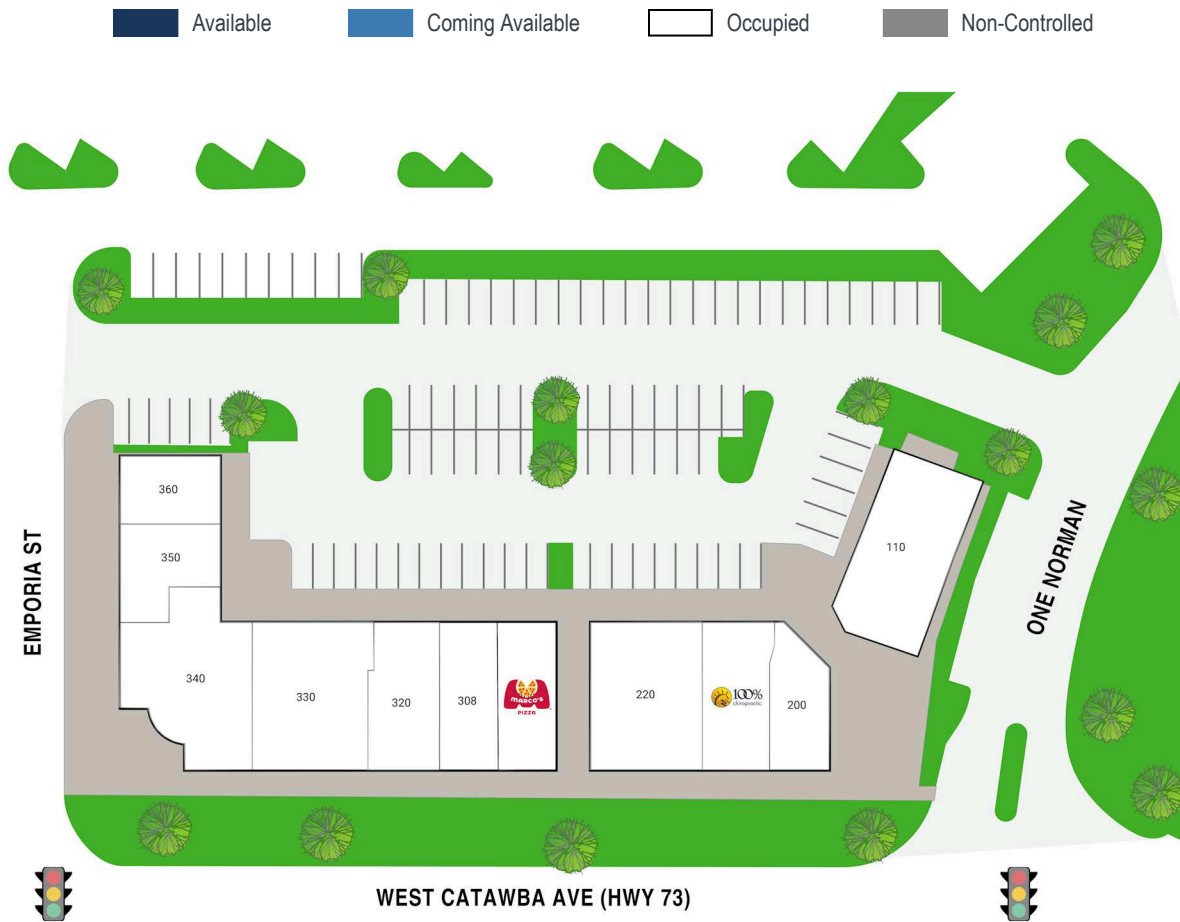 Available
Coming Available
Occupied
Non-Controlled
360
350
110
EMPORIA ST
ONE NORMAN
340
330
320
308
MARCO'S
PIZZA
220
100%
chiropractic
200
WEST CATAWBA AVE (HWY 73)